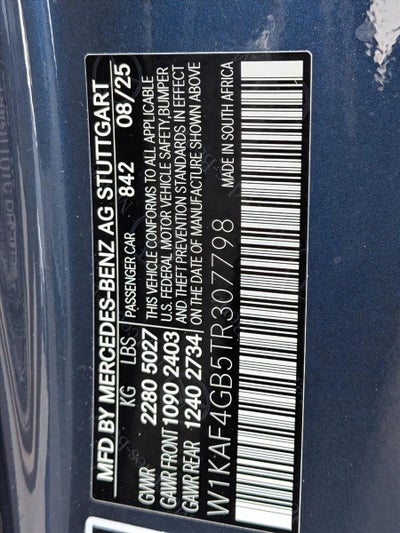 MFD BY MERCEDES-BENZ AG STUTTGART
KG LBS PASSENGER CAR 842 08/25
GVWR 2280 5027 THIS VEHICLE CONFORMS TO ALL APPLICABLE
U.S. FEDERAL MOTOR VEHICLE SAFETY,BUMPER
GAWR FRONT 1090 2403 AND THEFT PREVENTION STANDARDS IN EFFECT
GAWR REAR 1240 2734 ON THE DATE OF MANUFACTURE SHOWN ABOVE
W1KAF4GB5TR307798 MADE IN SOUTH AFRICA